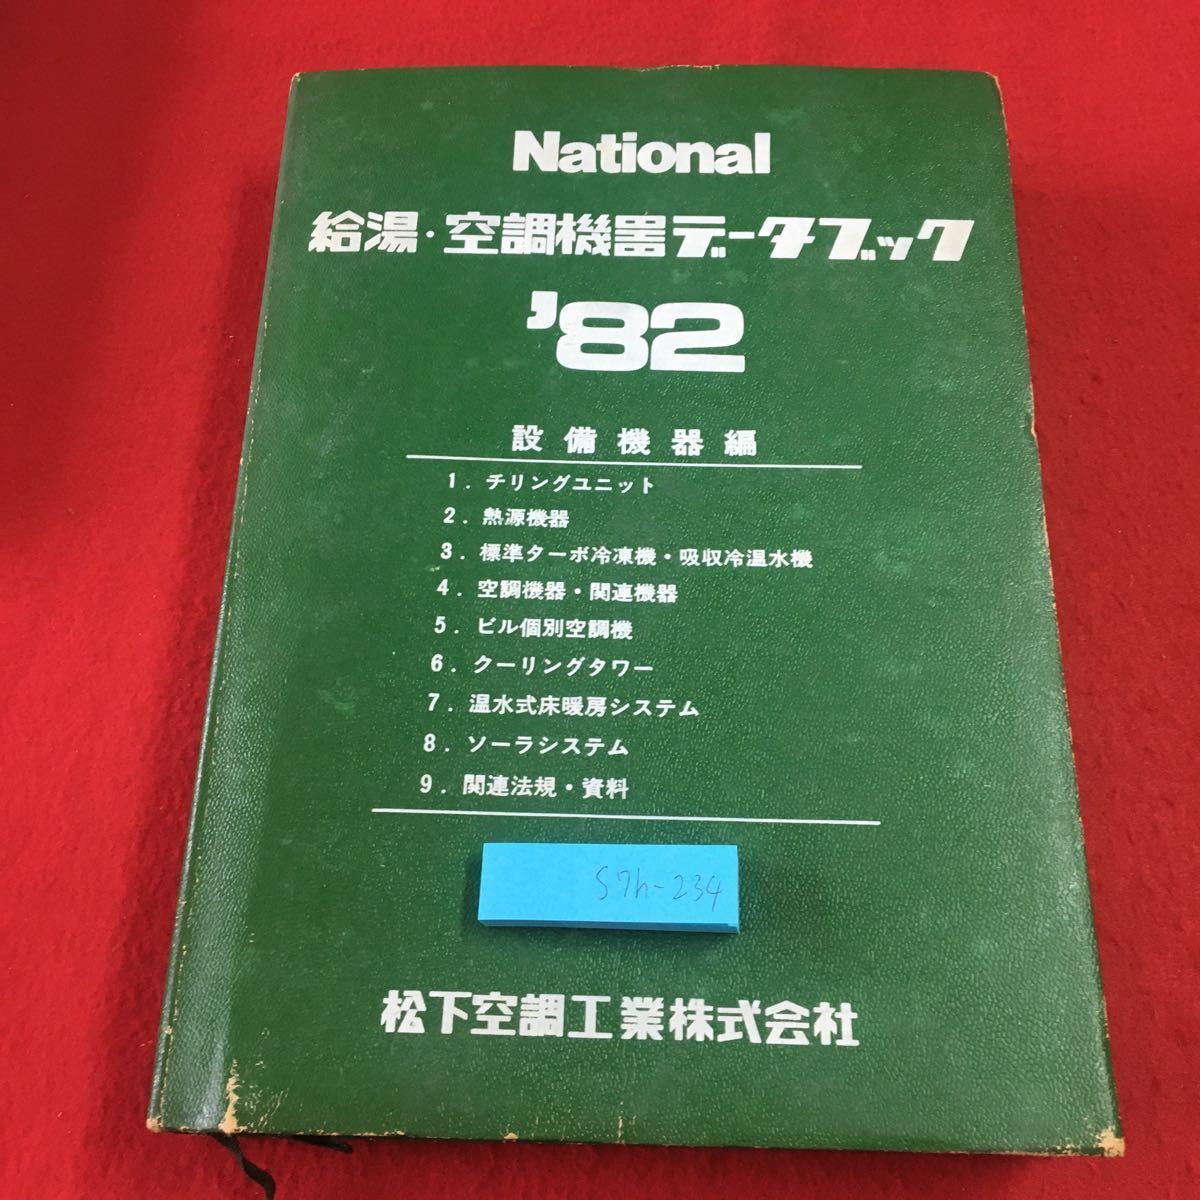 National
給湯・空調機器データブック
'82
設備機器編
1．チリングユニット
2．熱源機器
3．標準ターボ冷凍機・吸収冷温水機
4．空調機器・関連機器
5．ビル個別空調機
6．クーリングタワー
7．温水式床暖房システム
8．ソーラシステム
9．関連法規・資料
S7h-234
松下空調工業株式会社